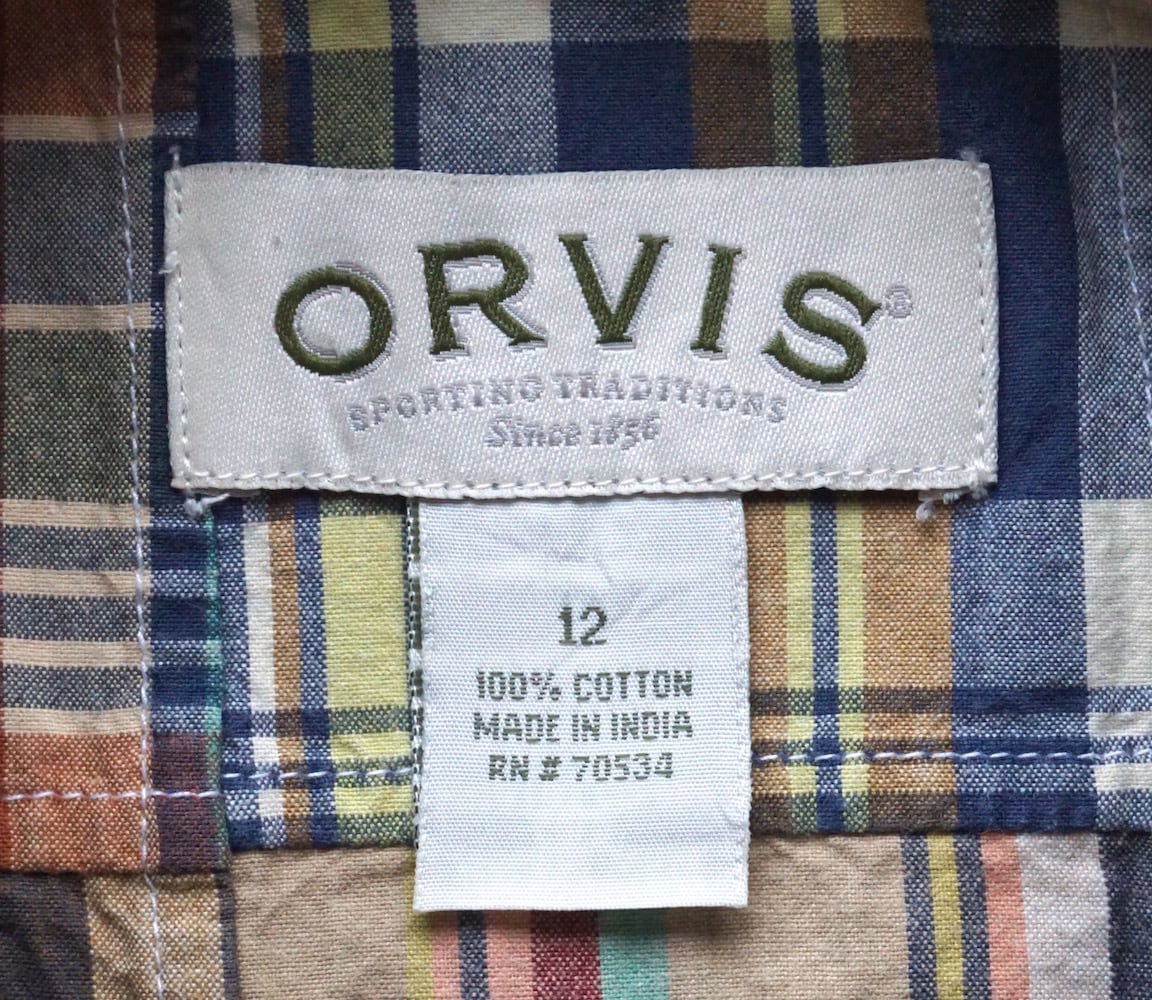 ORVIS®
SPORTING TRADITIONS
Since 1856
12
100% COTTON
MADE IN INDIA
RN # 70534